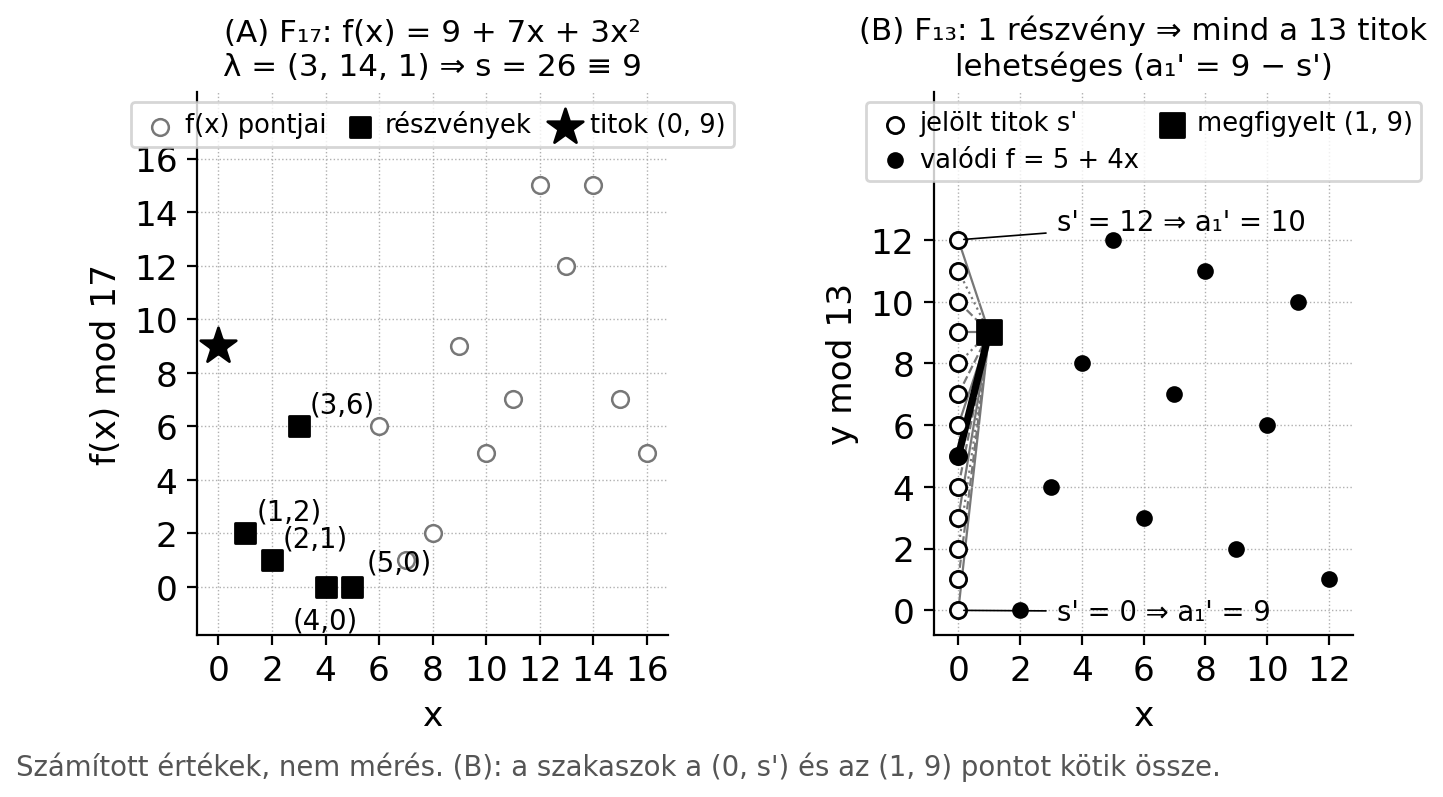 (A) F₁₇: f(x) = 9 + 7x + 3x²
λ = (3, 14, 1) ⇒ s = 26 ≡ 9
f(x) pontjai
részvények
titok (0, 9)
16
14
12
10
8
6
4
2
0
f(x) mod 17
(3,6)
(1,2)
(2,1)
(5,0)
(4,0)
0 2 4 6 8 10 12 14 16
x
(B) F₁₃: 1 részvény ⇒ mind a 13 titok
lehetséges (a₁' = 9 − s')
jelölt titok s'
megfigyelt (1, 9)
valódi f = 5 + 4x
12
10
8
6
4
2
0
y mod 13
s' = 12 ⇒ a₁' = 10
s' = 0 ⇒ a₁' = 9
0 2 4 6 8 10 12
x
Számított értékek, nem mérés. (B): a szakaszok a (0, s') és az (1, 9) pontot kötik össze.